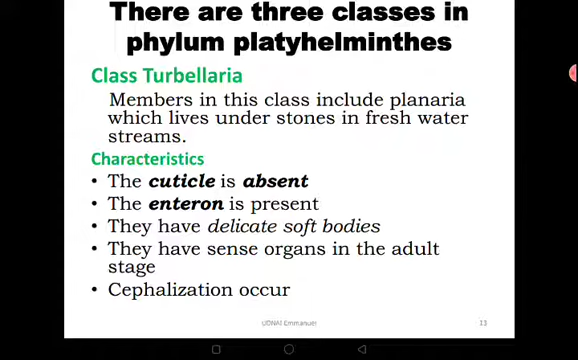 There are three classes in
phylum platyhelminthes
Class Turbellaria
Members in this class include planaria
which lives under stones in fresh water
streams.
Characteristics
• The cuticle is absent
• The enteron is present
• They have delicate soft bodies
• They have sense organs in the adult
stage
• Cephalization occur
UDNAI Emmanuel
13